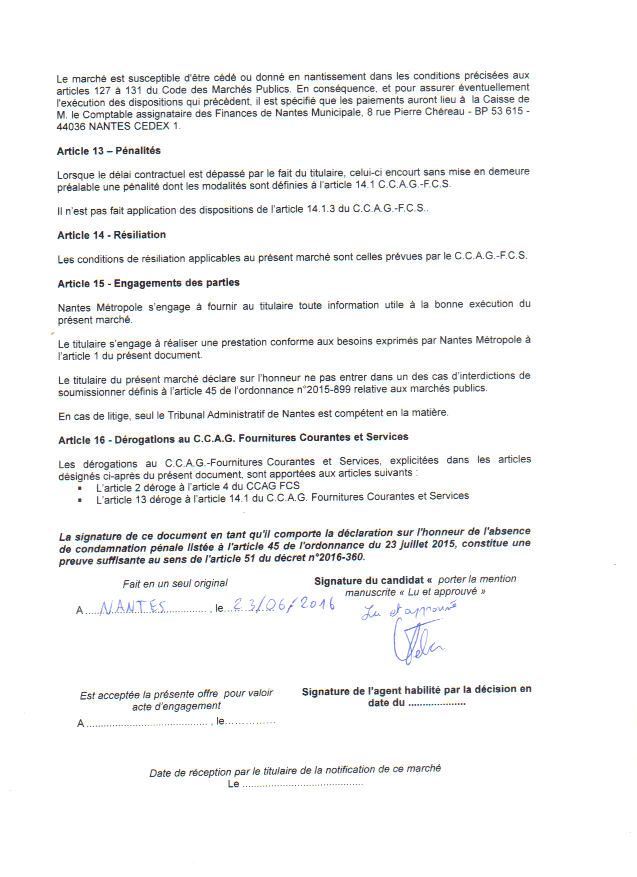 Le marché est susceptible d'être cédé ou donné en nantissement dans les conditions précisées aux
articles 127 à 131 du Code des Marchés Publics. En conséquence, et pour assurer éventuellement
l'exécution des dispositions qui précèdent, il est spécifié que les paiements auront lieu à la Caisse de
M. le Comptable assignataire des Finances de Nantes Municipale, 8 rue Pierre Chéreau - BP 53 615 -
44036 NANTES CEDEX 1.
Article 13 – Pénalités
Lorsque le délai contractuel est dépassé par le fait du titulaire, celui-ci encourt sans mise en demeure
préalable une pénalité dont les modalités sont définies à l'article 14.1 C.C.A.G.-F.C.S.
Il n'est pas fait application des dispositions de l'article 14.1.3 du C.C.A.G.-F.C.S..
Article 14 - Résiliation
Les conditions de résiliation applicables au présent marché sont celles prévues par le C.C.A.G.-F.C.S.
Article 15 - Engagements des parties
Nantes Métropole s'engage à fournir au titulaire toute information utile à la bonne exécution du
présent marché.
Le titulaire s'engage à réaliser une prestation conforme aux besoins exprimés par Nantes Métropole à
l'article 1 du présent document.
Le titulaire du présent marché déclare sur l'honneur ne pas entrer dans un des cas d'interdictions de
soumissionner définis à l'article 45 de l'ordonnance n°2015-899 relative aux marchés publics.
En cas de litige, seul le Tribunal Administratif de Nantes est compétent en la matière.
Article 16 - Dérogations au C.C.A.G. Fournitures Courantes et Services
Les dérogations au C.C.A.G.-Fournitures Courantes et Services, explicitées dans les articles
désignés ci-après du présent document, sont apportées aux articles suivants :
▪ L'article 2 déroge à l'article 4 du CCAG FCS
▪ L'article 13 déroge à l'article 14.1 du C.C.A.G. Fournitures Courantes et Services
La signature de ce document en tant qu'il comporte la déclaration sur l'honneur de l'absence
de condamnation pénale listée à l'article 45 de l'ordonnance du 23 juillet 2015, constitue une
preuve suffisante au sens de l'article 51 du décret n°2016-360.
Fait en un seul original
A ... NANTES ..., le ... 23/06/2016
Signature du candidat « porter la mention
manuscrite « Lu et approuvé »
Lu et approuvé
Est acceptée la présente offre pour valoir
acte d'engagement
A .........................................., le...............
Signature de l'agent habilité par la décision en
date du ....................
Date de réception par le titulaire de la notification de ce marché
Le ..........................................